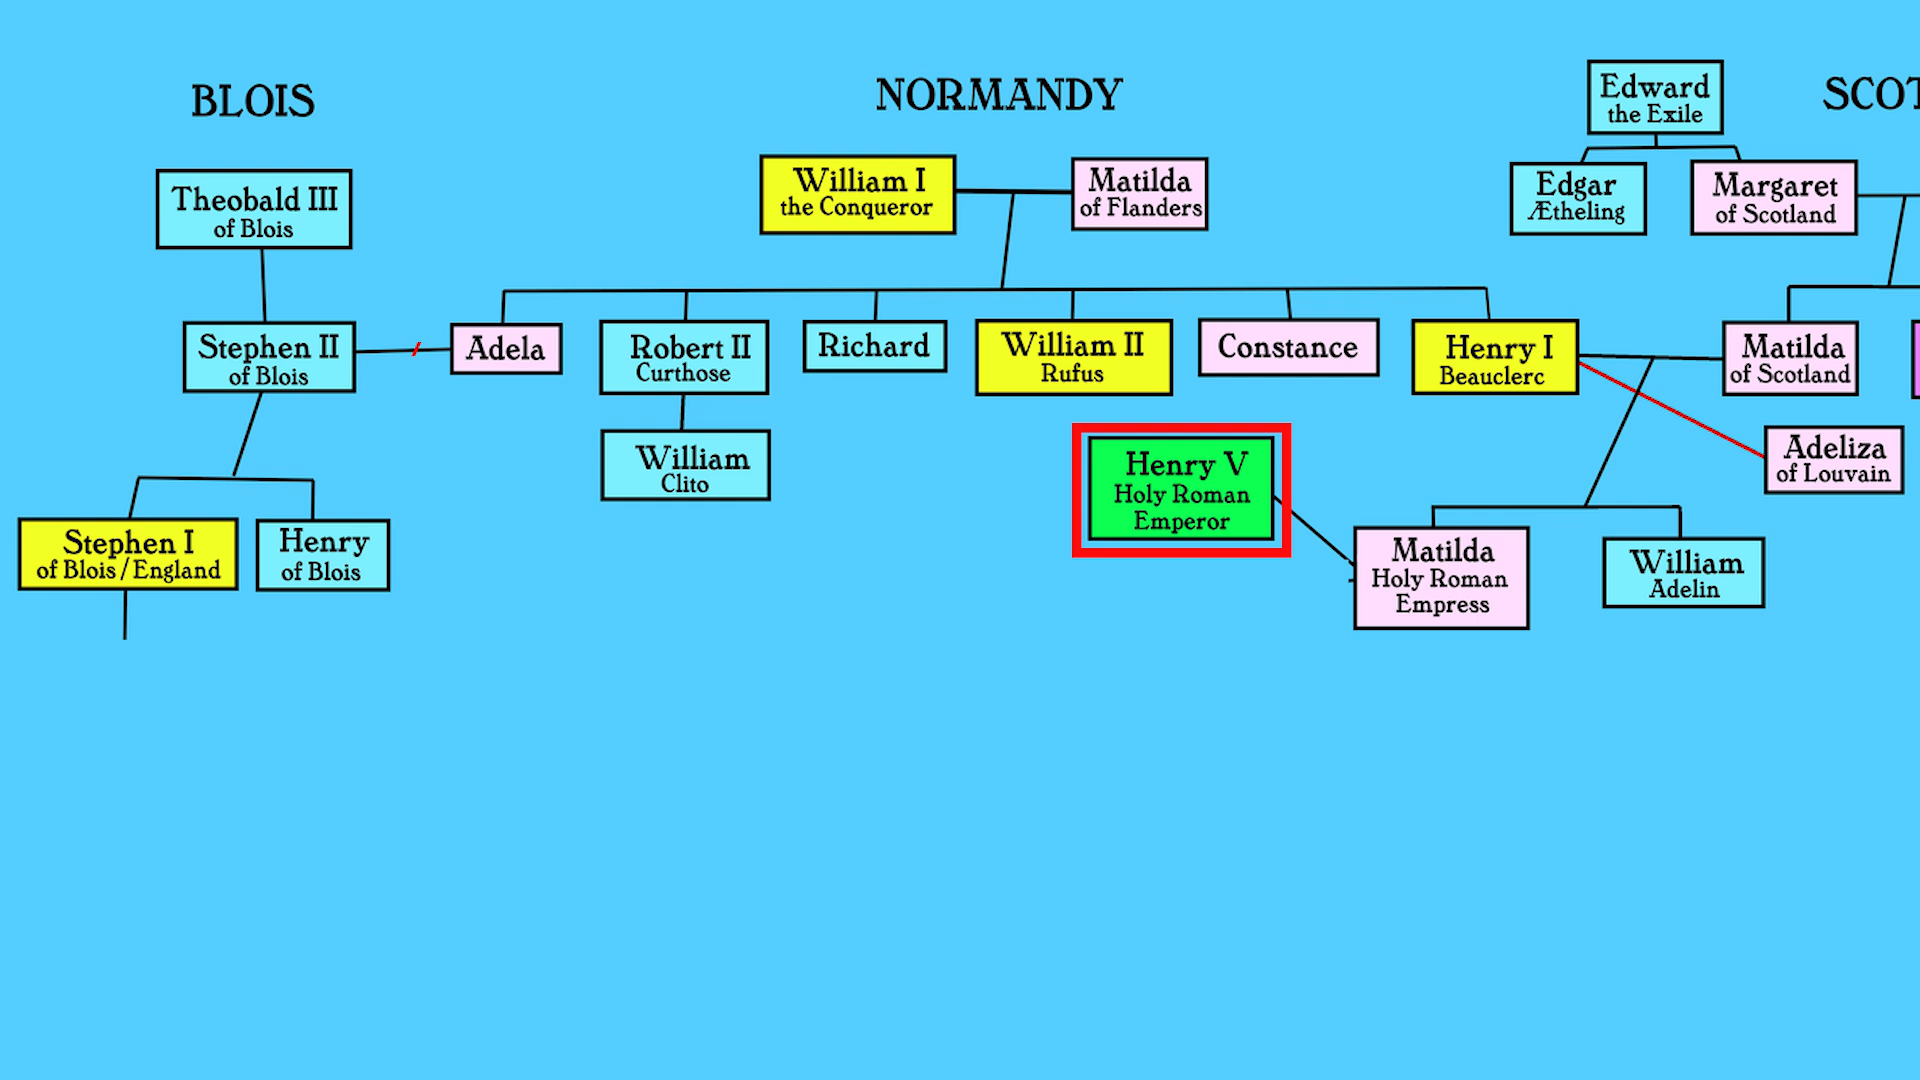 BLOIS
NORMANDY
SCOT
Edward
the Exile
Theobald III
of Blois
William I
the Conqueror
Matilda
of Flanders
Edgar
Ætheling
Margaret
of Scotland
Stephen II
of Blois
Adela
Robert II
Curthose
Richard
William II
Rufus
Constance
Henry I
Beauclerc
Matilda
of Scotland
William
Clito
Henry V
Holy Roman
Emperor
Adeliza
of Louvain
Stephen I
of Blois/England
Henry
of Blois
Matilda
Holy Roman
Empress
William
Adelin